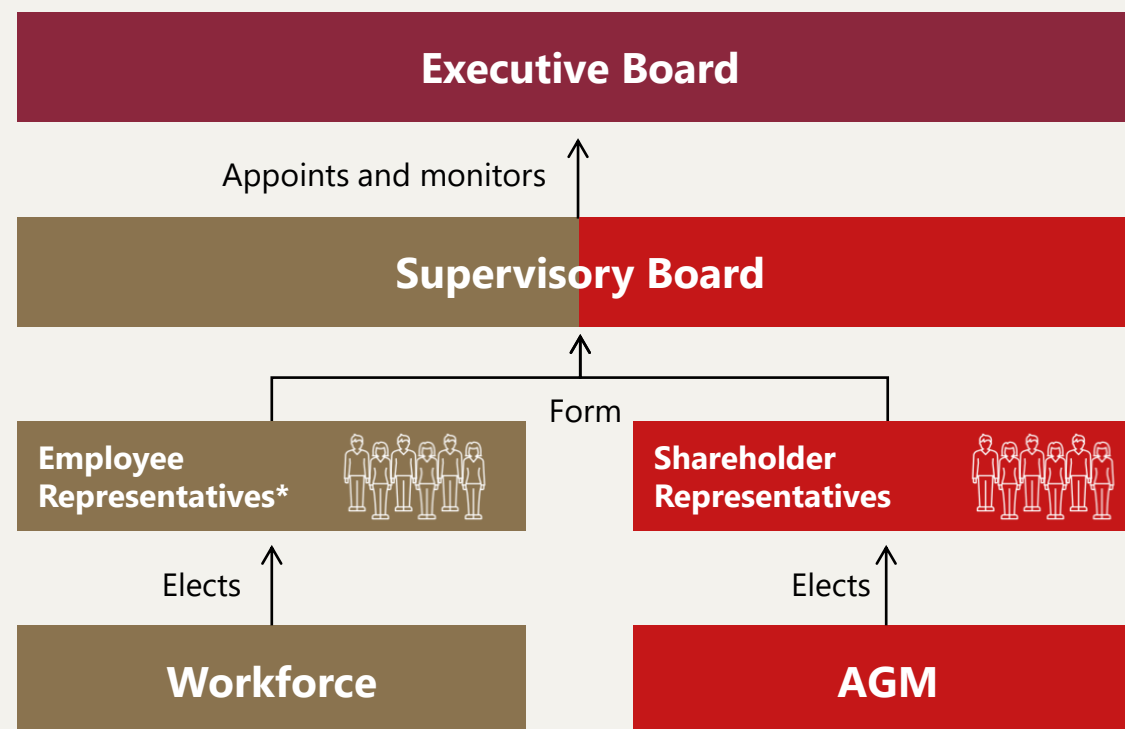 Executive Board
Appoints and monitors
Supervisory Board
Form
Employee
Representatives*
Shareholder
Representatives
Elects
Elects
Workforce
AGM